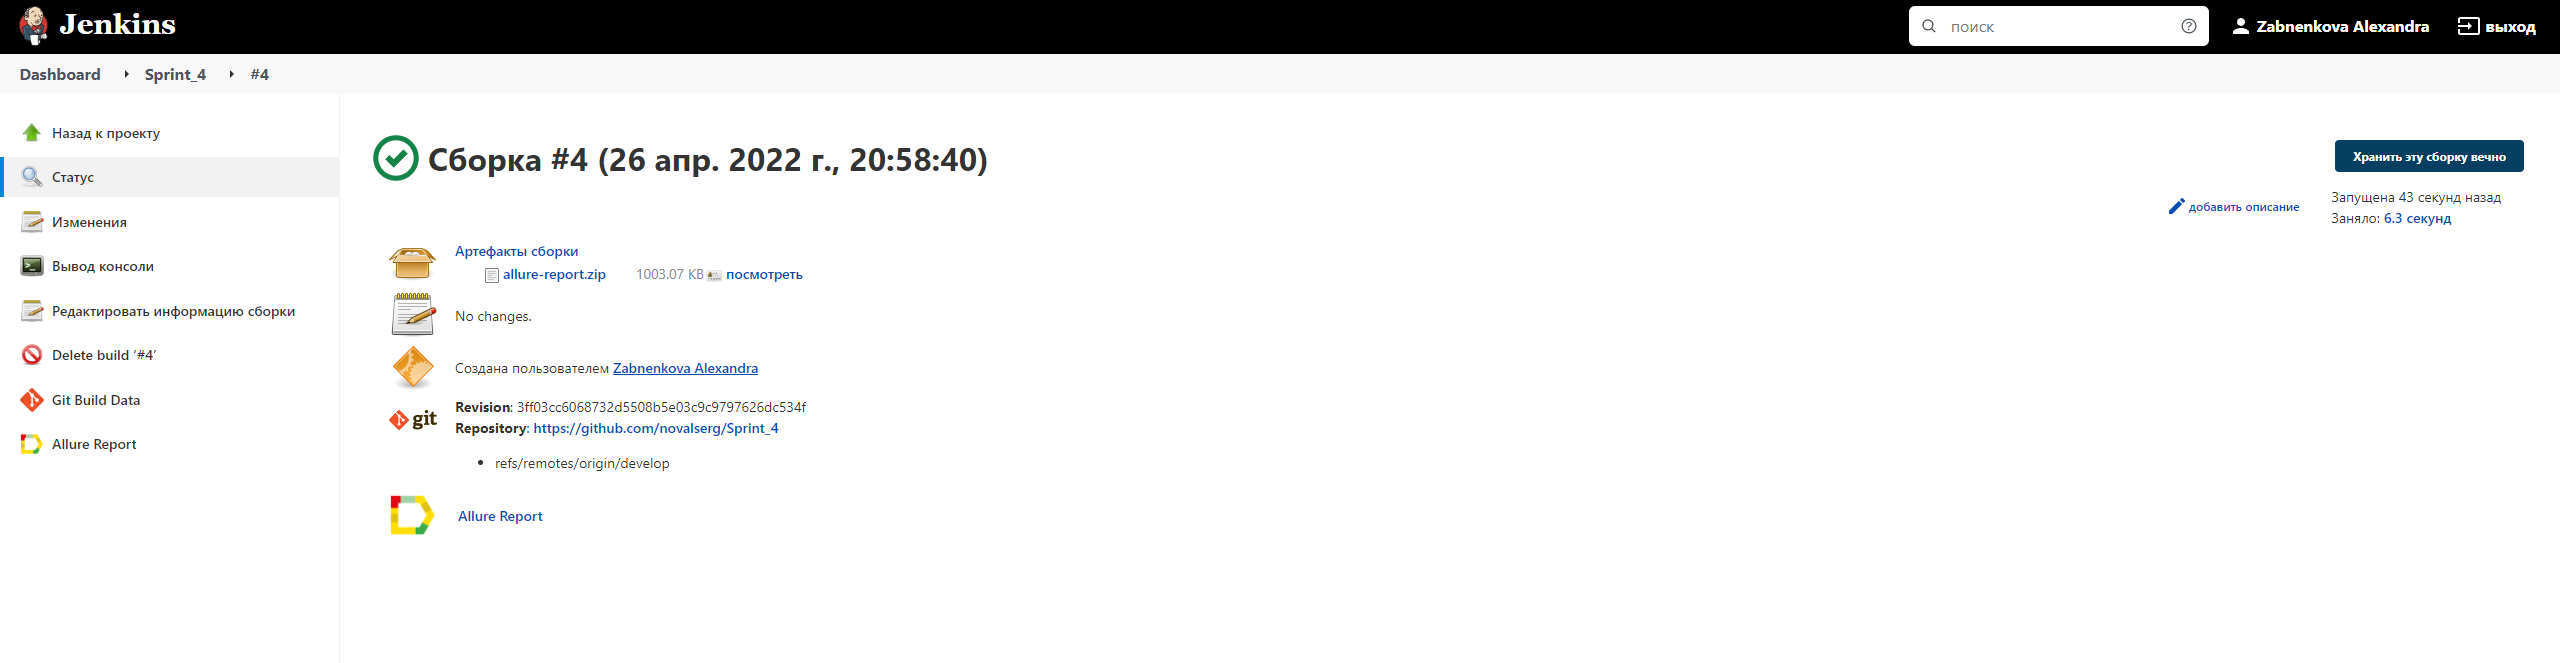 Jenkins
поиск
Zabnenkova Alexandra
выход
Dashboard
Sprint_4
#4
Назад к проекту
Статус
Изменения
Вывод консоли
Редактировать информацию сборки
Delete build ‘#4’
Git Build Data
Allure Report
Сборка #4 (26 апр. 2022 г., 20:58:40)
Хранить эту сборку вечно
добавить описание
Запущена 43 секунд назад
Заняло: 6.3 секунд
Артефакты сборки
allure-report.zip 1003.07 KB посмотреть
No changes.
Создана пользователем Zabnenkova Alexandra
git
Revision: 3ff03cc6068732d5508b5e03c9c9797626dc534f
Repository: https://github.com/novalserg/Sprint_4
refs/remotes/origin/develop
Allure Report